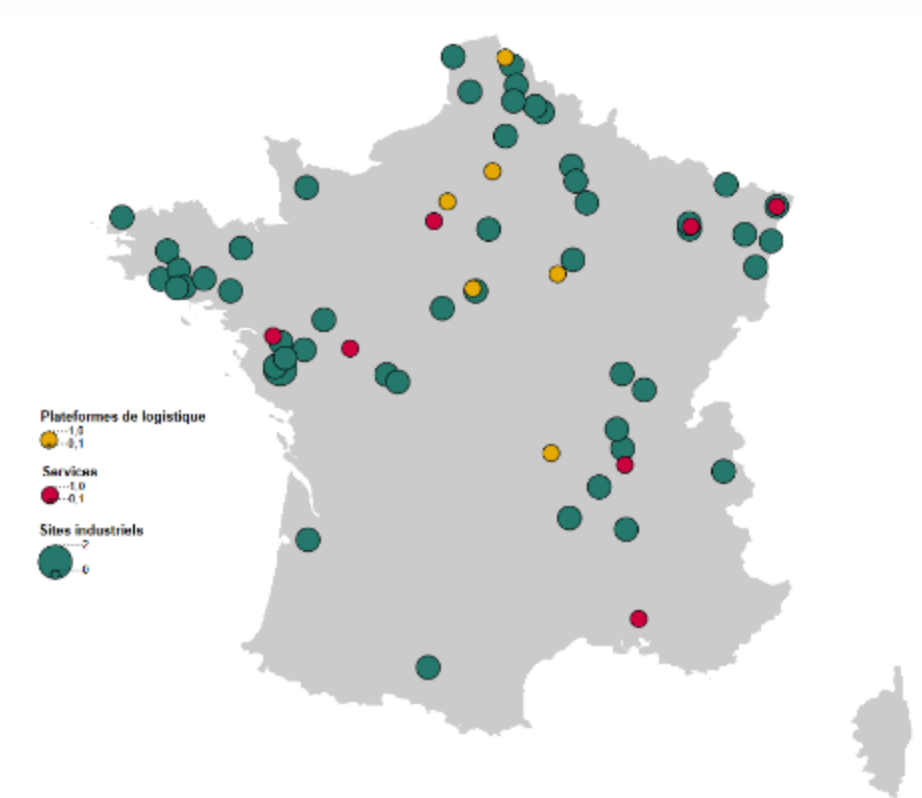 Plateformes de logistique
1,0
0,1
Services
1,0
0,1
Sites industriels
2
0